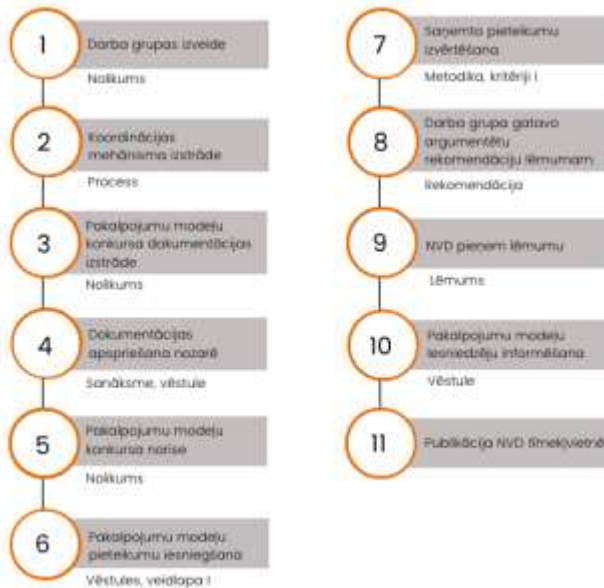 1
Darba grupas izveide
Nolikums
2
Koordinācijas
mehānisma izstrāde
Process
3
Pakalpojumu modeļu
konkursa dokumentācijas
izstrāde
Nolikums
4
Dokumentācijas
apspriešana nozarē
Sanāksme, vēstule
5
Pakalpojumu modeļu
konkursa norise
Nolikums
6
Pakalpojumu modeļu
pieteikumu iesniegšana
Vēstules, veidlapa I
7
Saņemto pieteikumu
izvērtēšana
Metodika, kritēriji I
8
Darba grupa gatavo
argumentētu
rekomendāciju lēmumam
Rekomendācija
9
NVD pieņem lēmumu
Lēmums
10
Pakalpojumu modeļu
iesniedzēju informēšana
Vēstule
11
Publikācija NVD tīmekļvietnē